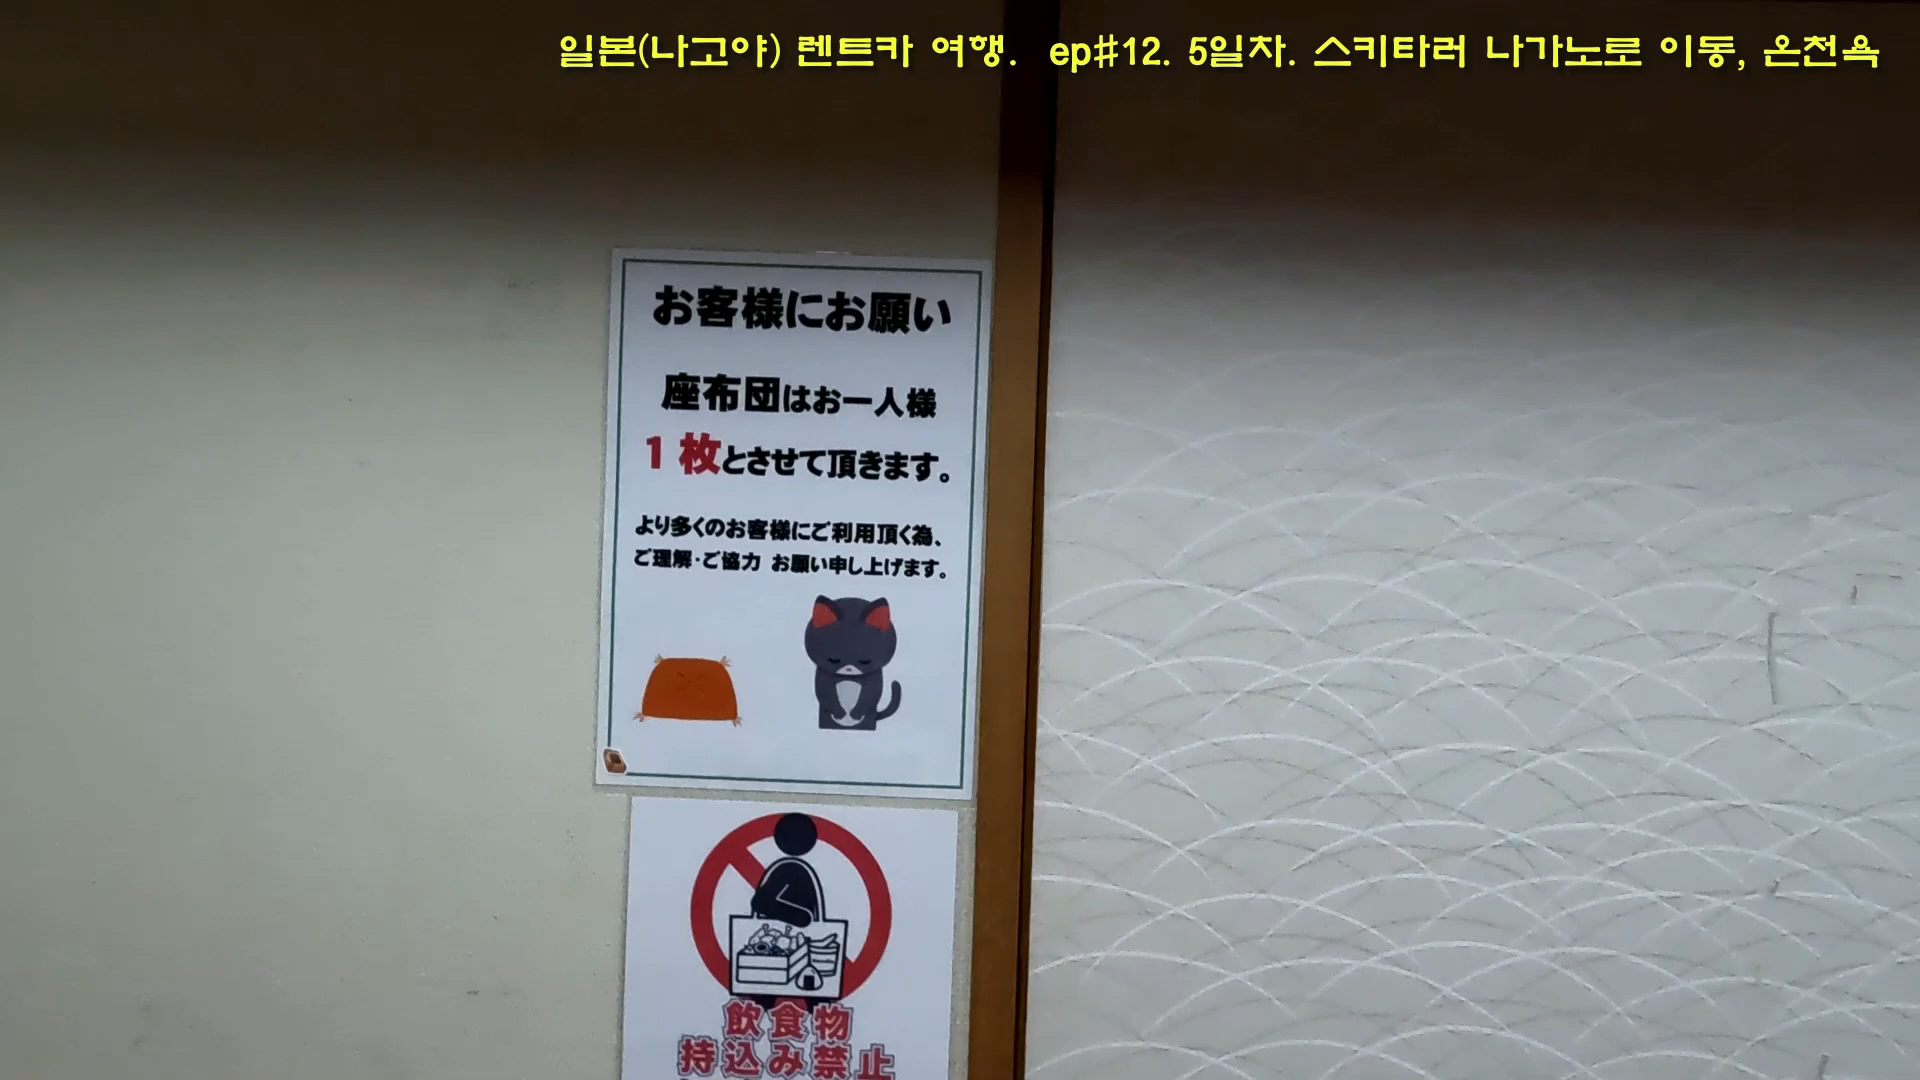 일본(나고야) 렌트카 여행. ep#12. 5일차. 스키타러 나가노로 이동, 온천욕
お客様にお願い
座布団はお一人様
1枚とさせて頂きます。
より多くのお客様にご利用頂く為、
ご理解・ご協力 お願い申し上げます。
飲食物
持込み禁止